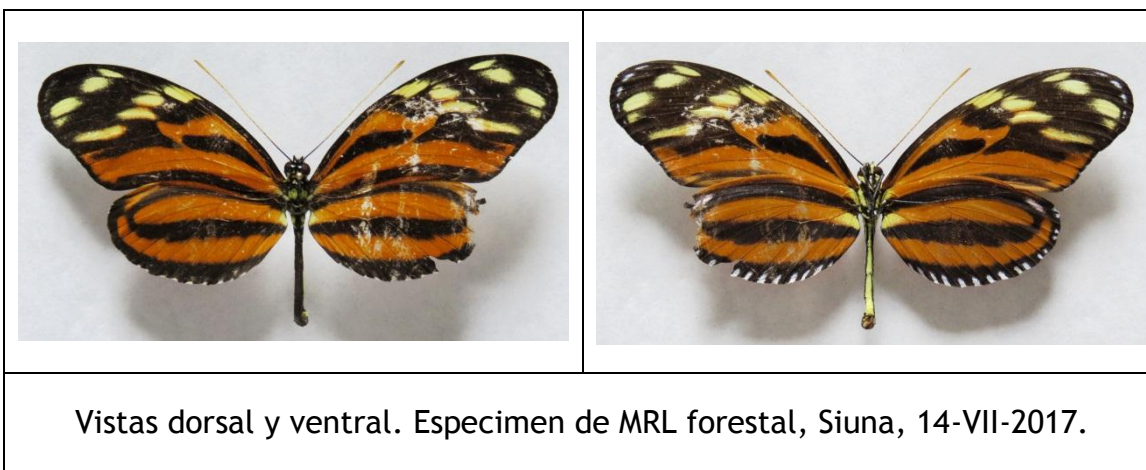 Vistas dorsal y ventral. Especimen de MRL forestal, Siuna, 14-VII-2017.